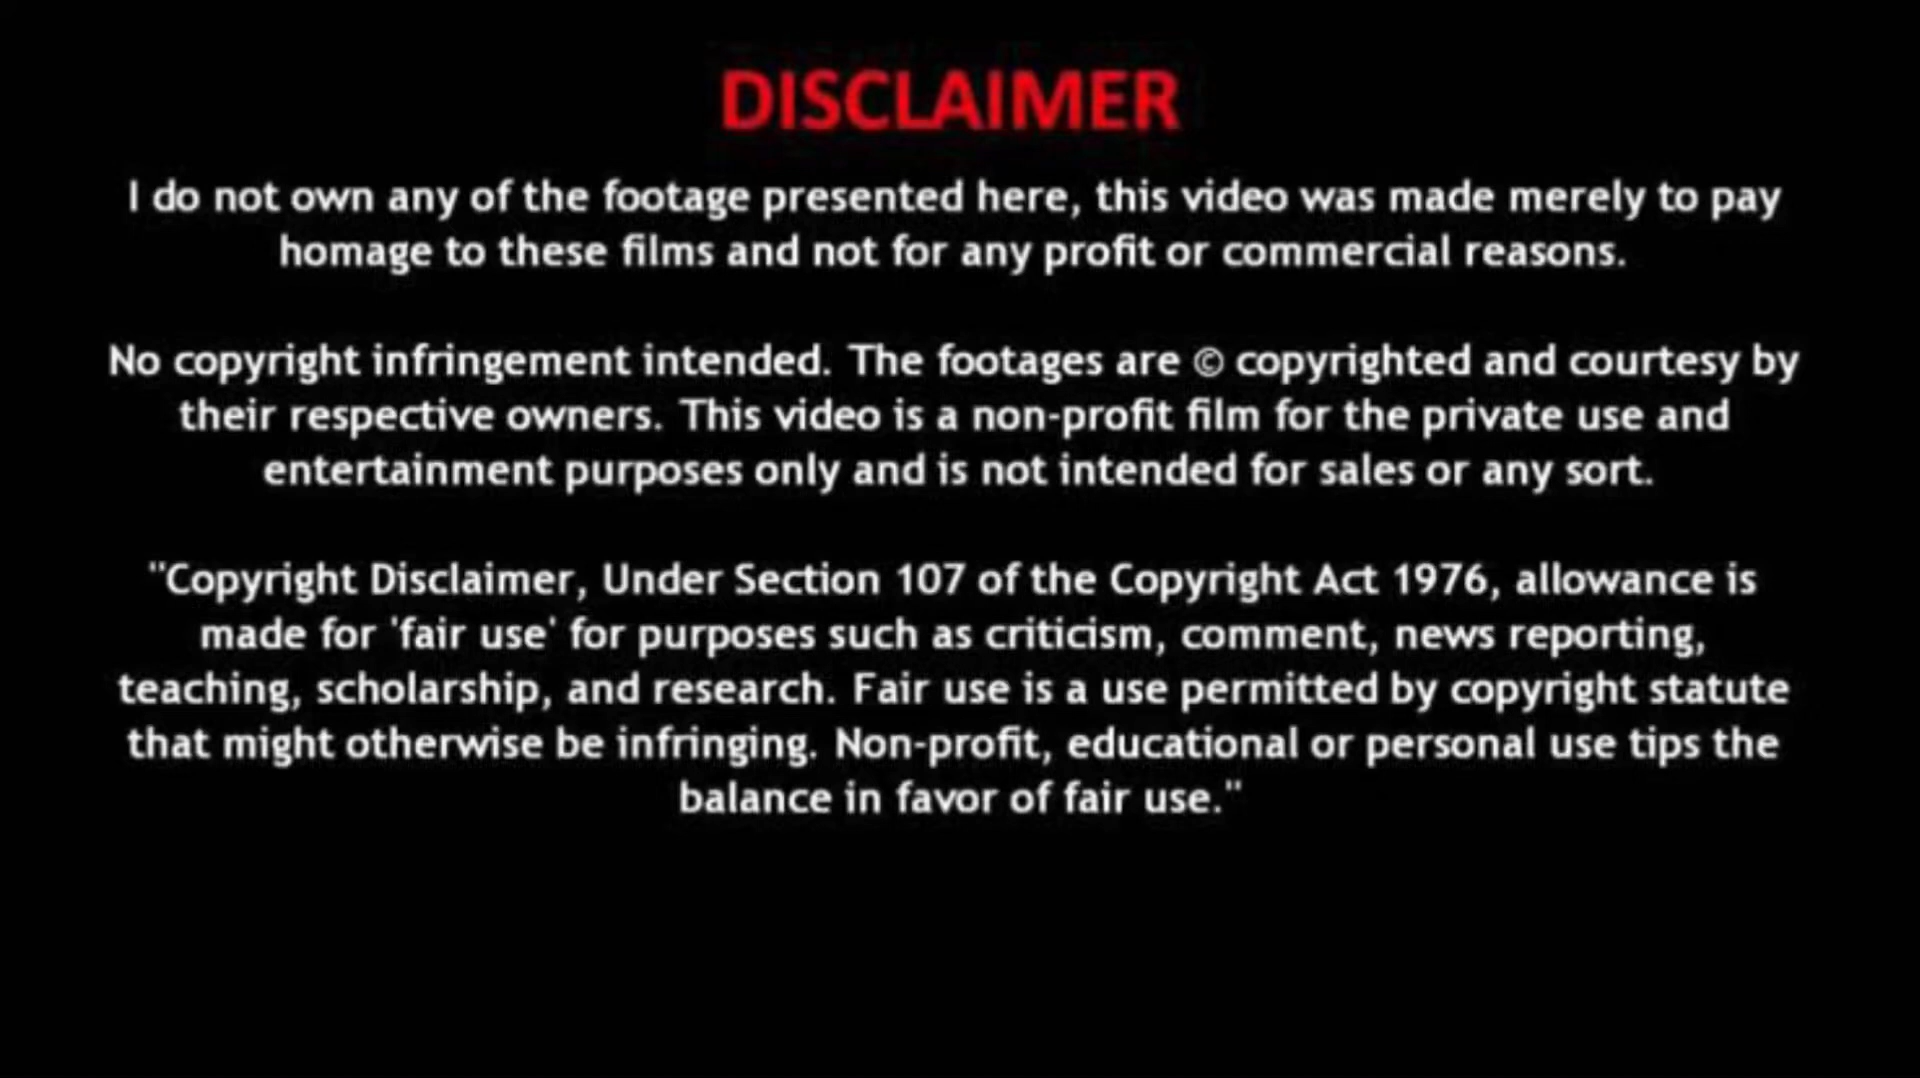 DISCLAIMER
I do not own any of the footage presented here, this video was made merely to pay
homage to these films and not for any profit or commercial reasons.
No copyright infringement intended. The footages are © copyrighted and courtesy by
their respective owners. This video is a non-profit film for the private use and
entertainment purposes only and is not intended for sales or any sort.
"Copyright Disclaimer, Under Section 107 of the Copyright Act 1976, allowance is
made for 'fair use' for purposes such as criticism, comment, news reporting,
teaching, scholarship, and research. Fair use is a use permitted by copyright statute
that might otherwise be infringing. Non-profit, educational or personal use tips the
balance in favor of fair use."